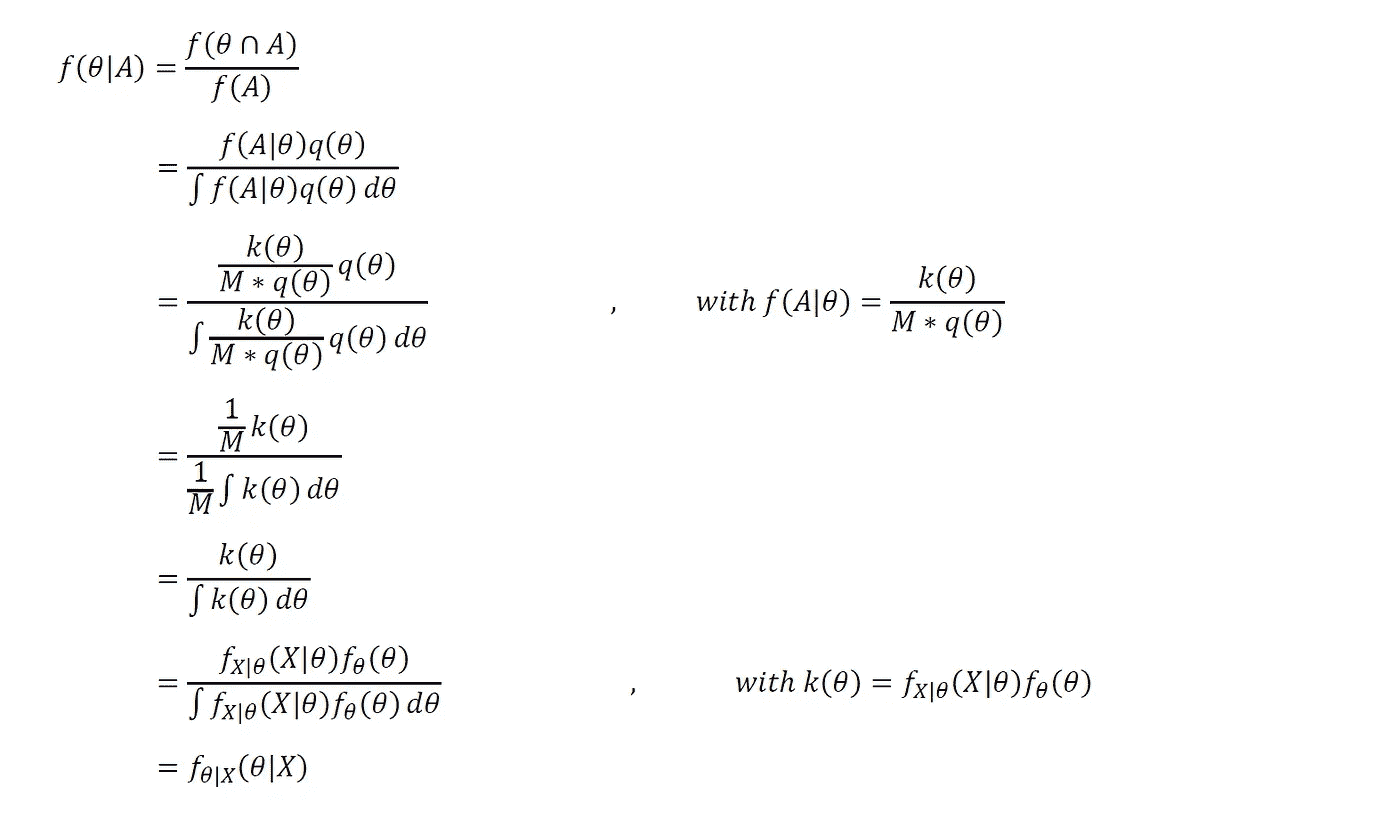 f(θ|A) = f(θ ∩ A) / f(A)
= f(A|θ)q(θ) / ∫ f(A|θ)q(θ) dθ
= (k(θ) / (M * q(θ))) q(θ) / ∫ (k(θ) / (M * q(θ))) q(θ) dθ , with f(A|θ) = k(θ) / (M * q(θ))
= (1/M) k(θ) / ((1/M) ∫ k(θ) dθ)
= k(θ) / ∫ k(θ) dθ
= f_{X|θ}(X|θ)f_θ(θ) / ∫ f_{X|θ}(X|θ)f_θ(θ) dθ , with k(θ) = f_{X|θ}(X|θ)f_θ(θ)
= f_{θ|X}(θ|X)